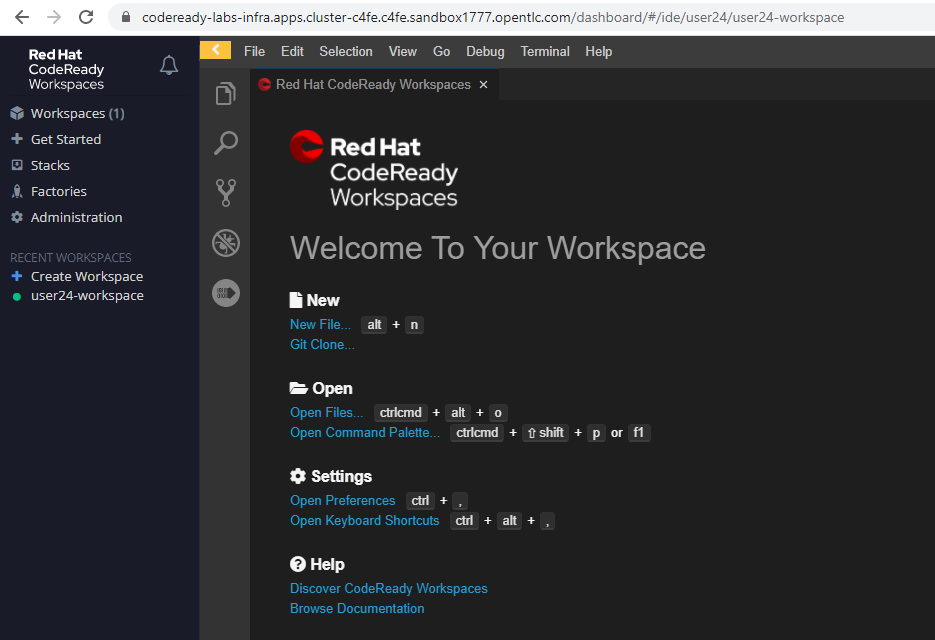 codeready-labs-infra.apps.cluster-c4fe.c4fe.sandbox1777.opentlc.com/dashboard/#/ide/user24/user24-workspace
Red Hat
CodeReady
Workspaces
Workspaces (1)
Get Started
Stacks
Factories
Administration
RECENT WORKSPACES
Create Workspace
user24-workspace
File Edit Selection View Go Debug Terminal Help
Red Hat CodeReady Workspaces
Red Hat
CodeReady
Workspaces
Welcome To Your Workspace
New
New File... alt + n
Git Clone...
Open
Open Files... ctrlcmd + alt + o
Open Command Palette... ctrlcmd + ⇧ shift + p or f1
Settings
Open Preferences ctrl + ,
Open Keyboard Shortcuts ctrl + alt + ,
Help
Discover CodeReady Workspaces
Browse Documentation